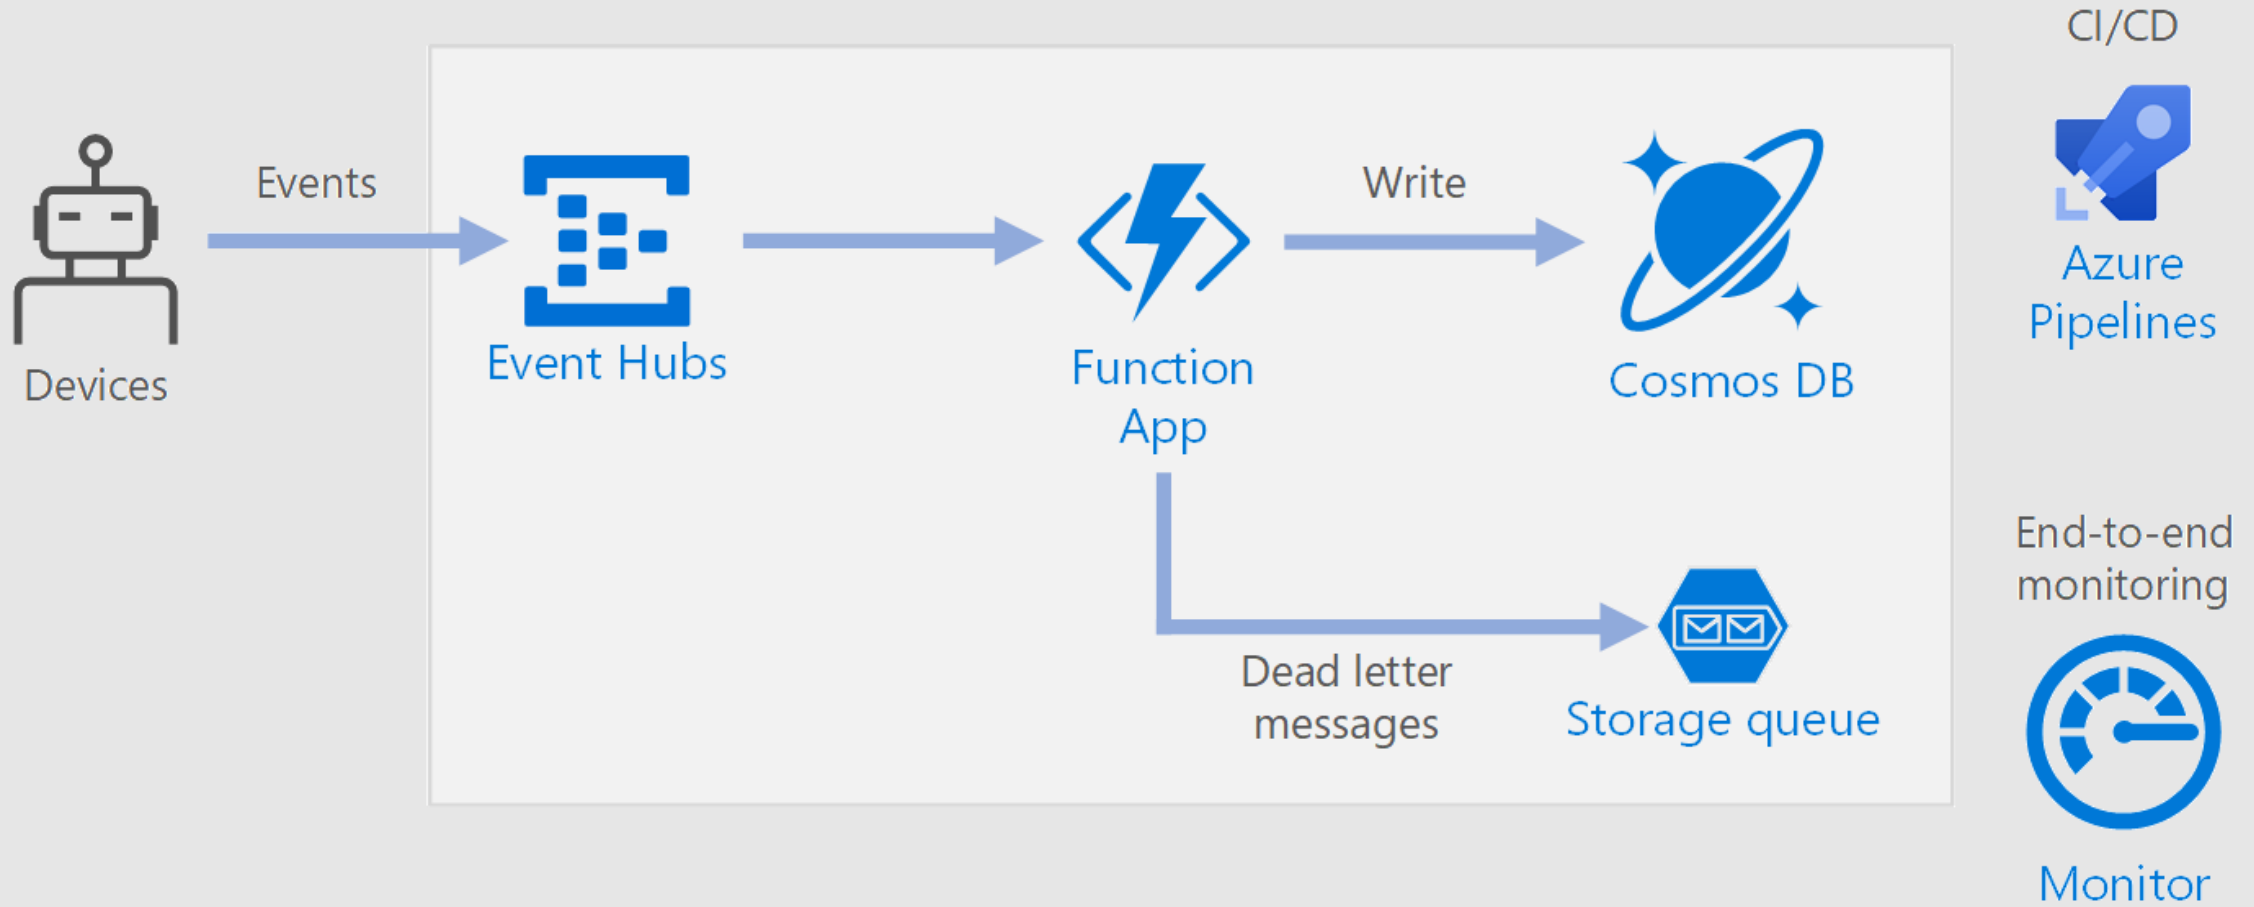 CI/CD
Events
Write
Azure
Pipelines
Event Hubs
Function
App
Cosmos DB
Devices
End-to-end
monitoring
Dead letter
messages
Storage queue
Monitor